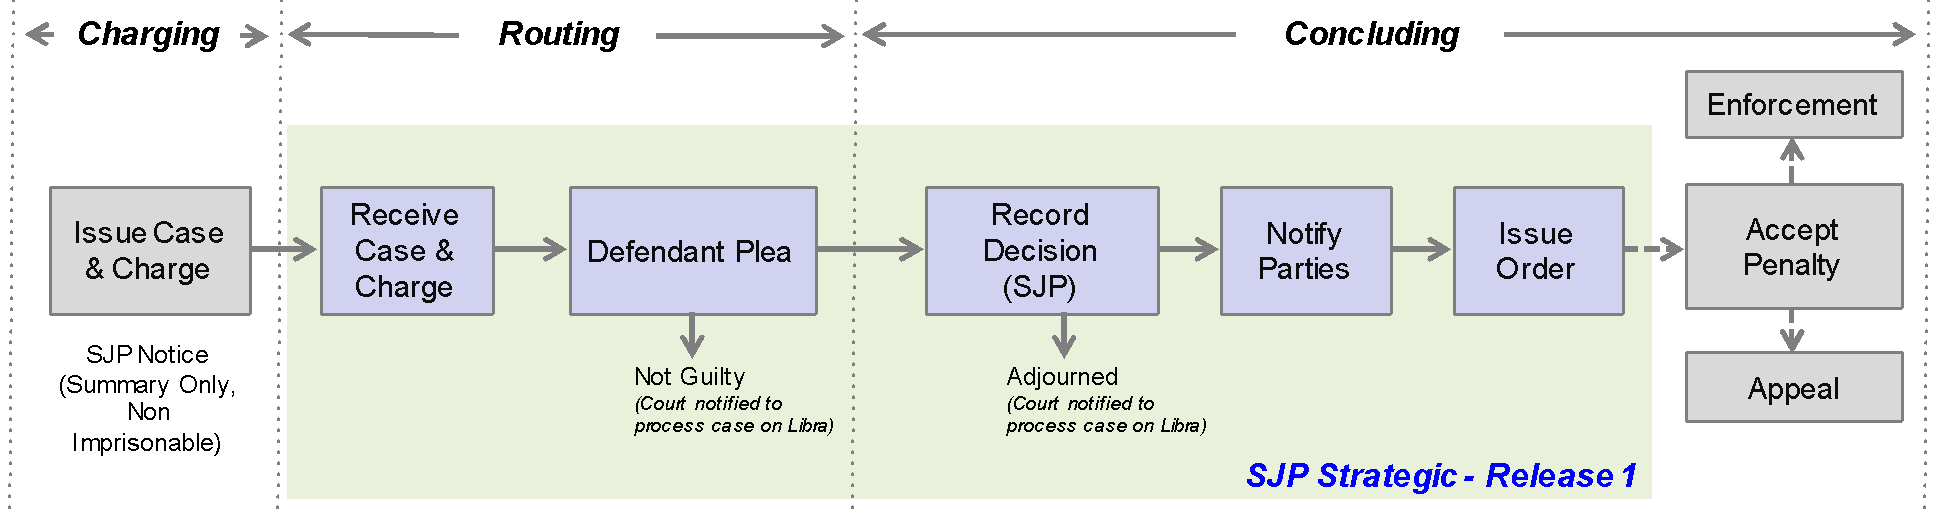 Charging
Routing
Concluding
Enforcement
Issue Case
& Charge
Receive
Case &
Charge
Defendant Plea
Record
Decision
(SJP)
Notify
Parties
Issue
Order
Accept
Penalty
SJP Notice
(Summary Only,
Non
Imprisonable)
Not Guilty
(Court notified to
process case on Libra)
Adjourned
(Court notified to
process case on Libra)
Appeal
SJP Strategic - Release 1